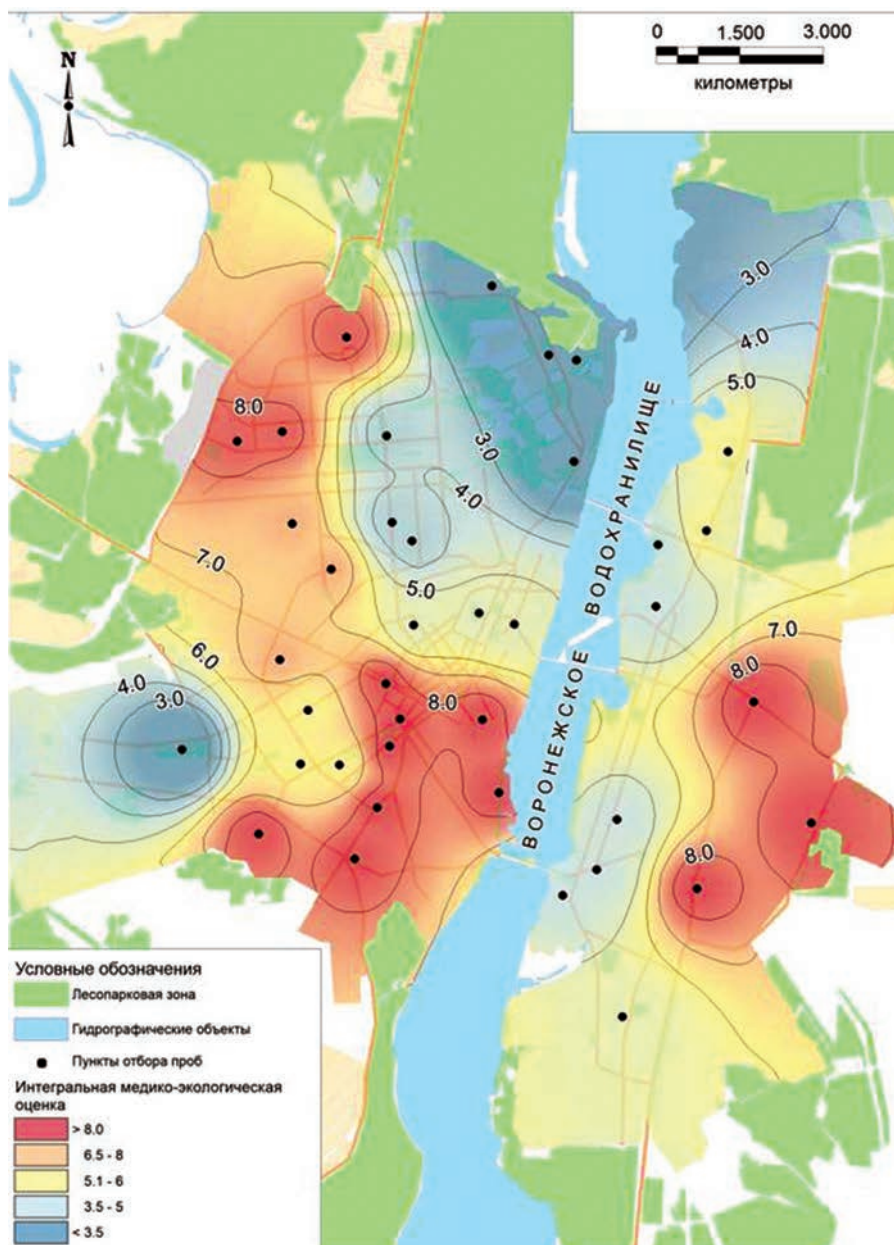 0 1.500 3.000
километры
N
3.0
4.0
5.0
8.0
3.0
4.0
7.0
5.0
6.0
7.0
8.0
4.0
3.0
8.0
8.0
ВОРОНЕЖСКОЕ ВОДОХРАНИЛИЩЕ
Условные обозначения
Лесопарковая зона
Гидрографические объекты
Пункты отбора проб
Интегральная медико-экологическая
оценка
> 8.0
6.5 - 8
5.1 - 6
3.5 - 5
< 3.5